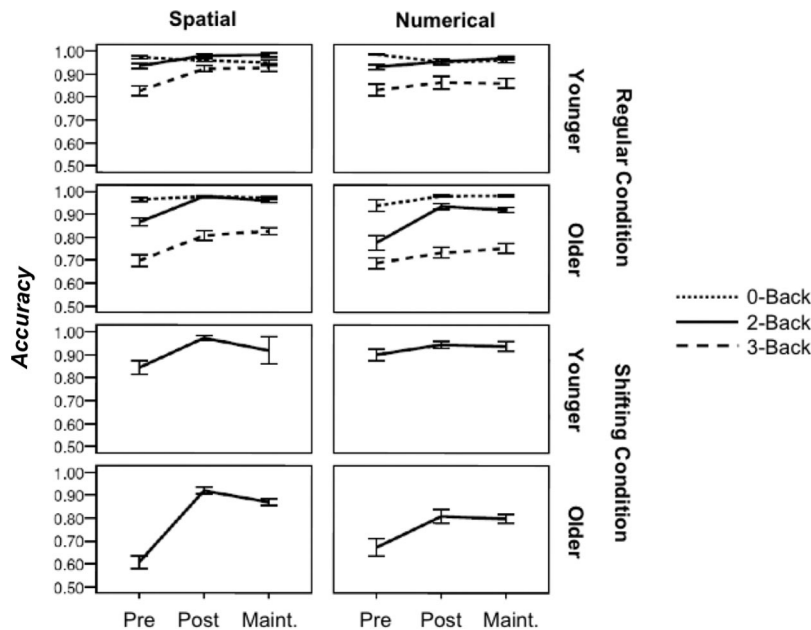 Spatial
Numerical
1.00
0.90
0.80
0.70
0.60
0.50
Younger
1.00
0.90
0.80
0.70
0.60
0.50
Older
Regular Condition
1.00
0.90
0.80
0.70
0.60
0.50
Younger
1.00
0.90
0.80
0.70
0.60
0.50
Older
Shifting Condition
Accuracy
0-Back
2-Back
3-Back
Pre Post Maint.
Pre Post Maint.